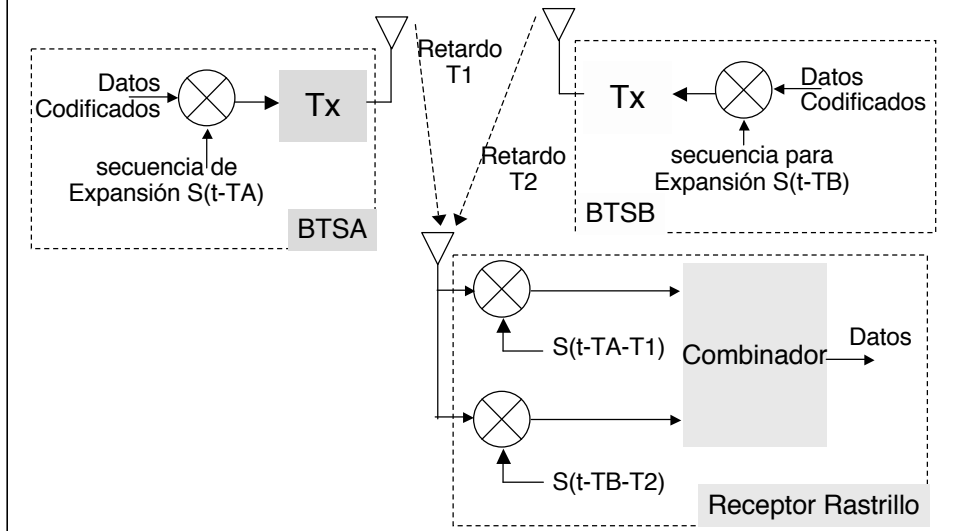 Datos
Codificados
secuencia de
Expansión S(t-TA)
Tx
BTSA
Retardo
T1
Retardo
T2
Tx
Datos
Codificados
secuencia para
Expansión S(t-TB)
BTSB
S(t-TA-T1)
Combinador
Datos
S(t-TB-T2)
Receptor Rastrillo